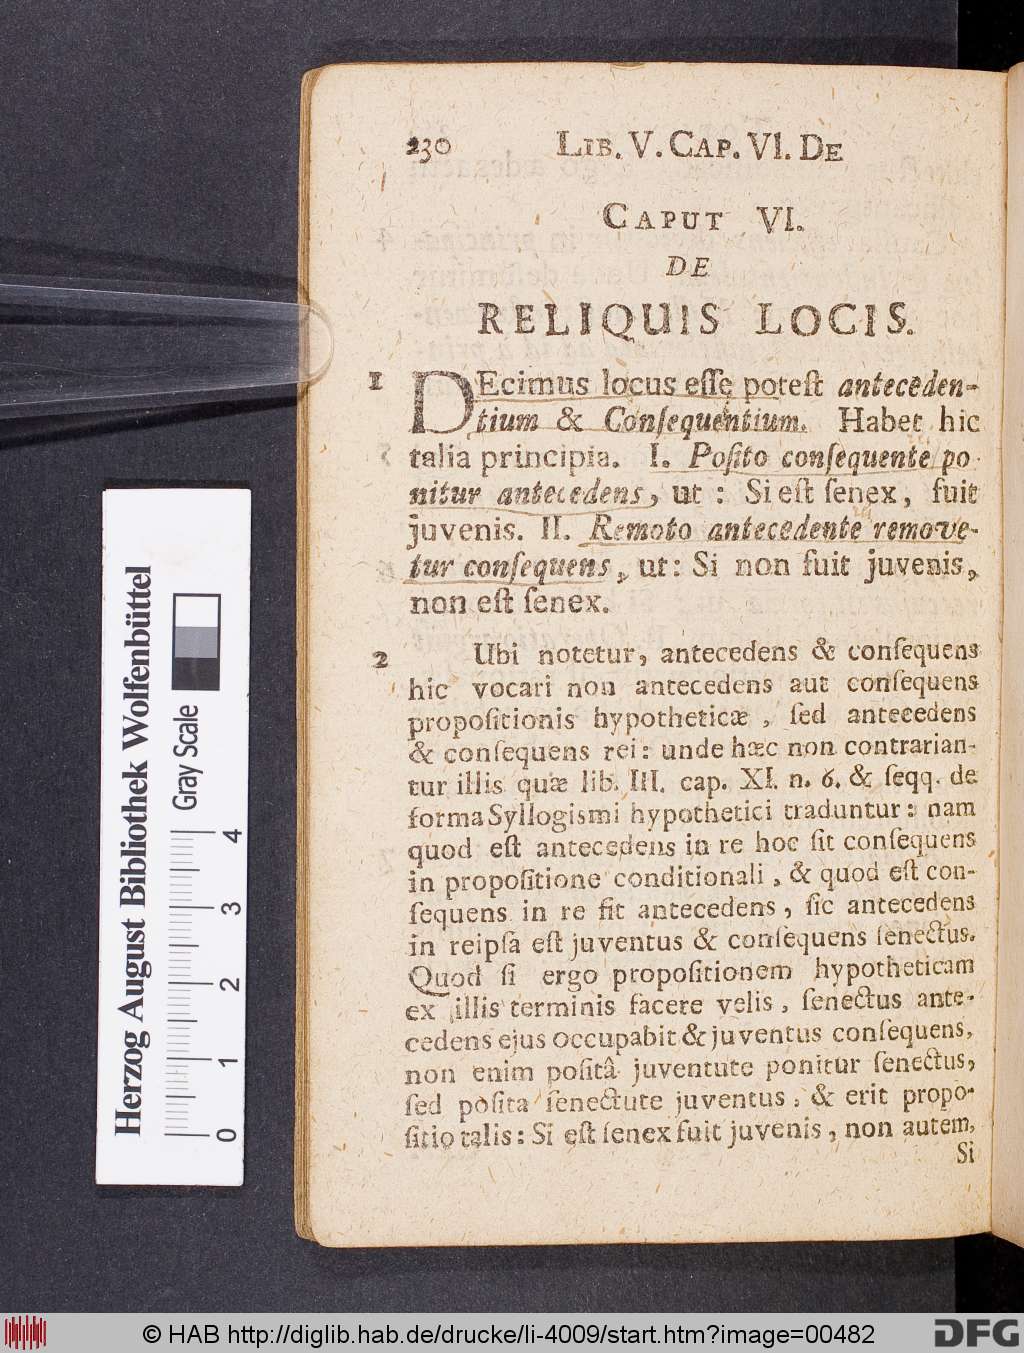 230 LIB. V. CAP. VI. DE
CAPUT VI.
DE
RELIQUIS LOCIS.
1 DEcimus locus eſſe poteſt anteceden-
tium & Conſequentium. Habet hic
talia principia. I. Poſito conſequente po
nitur antecedens, ut : Si eſt ſenex, fuit
juvenis. II. Remoto antecedente remove-
tur conſequens, ut: Si non fuit juvenis,
non eſt ſenex.
2 Ubi notetur, antecedens & conſequens
hic vocari non antecedens aut conſequens
propoſitionis hypotheticæ, ſed antecedens
& conſequens rei: unde hæc non contrarian-
tur illis quæ lib. III. cap. XI. n. 6. & ſeqq. de
forma Syllogismi hypothetici traduntur: nam
quod eſt antecedens in re hoc fit conſequens
in propoſitione conditionali, & quod eſt con-
ſequens in re fit antecedens, ſic antecedens
in reipſa eſt juventus & conſequens ſenectus.
Quod ſi ergo propoſitionem hypotheticam
ex illis terminis facere velis, ſenectus ante-
cedens ejus occupabit & juventus conſequens,
non enim poſitâ juventute ponitur ſenectus,
ſed poſita ſenectute juventus, & erit propo-
ſitio talis: Si eſt ſenex fuit juvenis, non autem,
Si
Herzog August Bibliothek Wolfenbüttel
Gray Scale
0 1 2 3 4
© HAB http://diglib.hab.de/drucke/li-4009/start.htm?image=00482
DFG